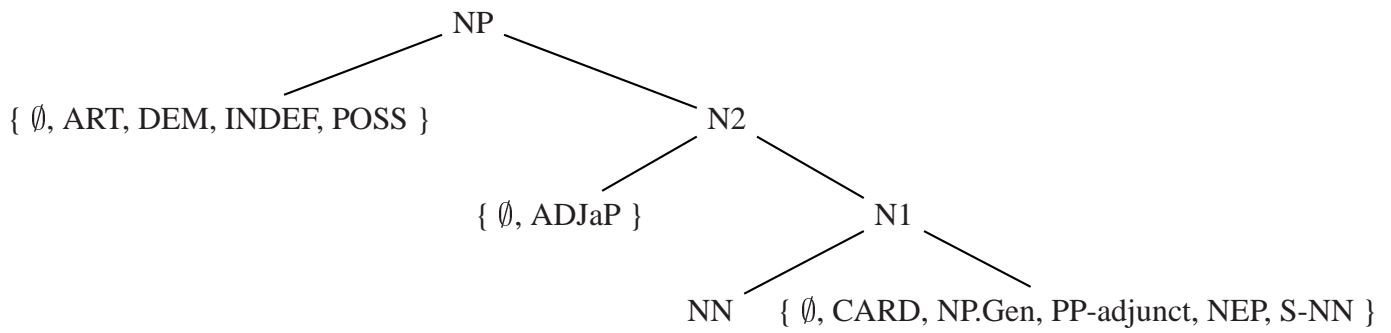 NP
{ ∅, ART, DEM, INDEF, POSS }
N2
{ ∅, ADJaP }
N1
NN
{ ∅, CARD, NP.Gen, PP-adjunct, NEP, S-NN }